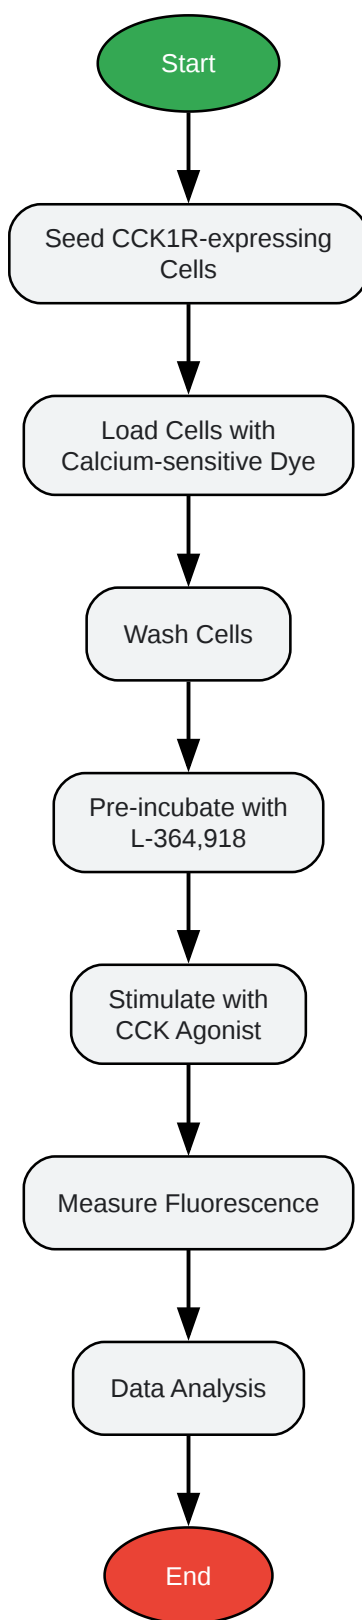 Start
Seed CCK1R-expressing
Cells
Load Cells with
Calcium-sensitive Dye
Wash Cells
Pre-incubate with
L-364,918
Stimulate with
CCK Agonist
Measure Fluorescence
Data Analysis
End